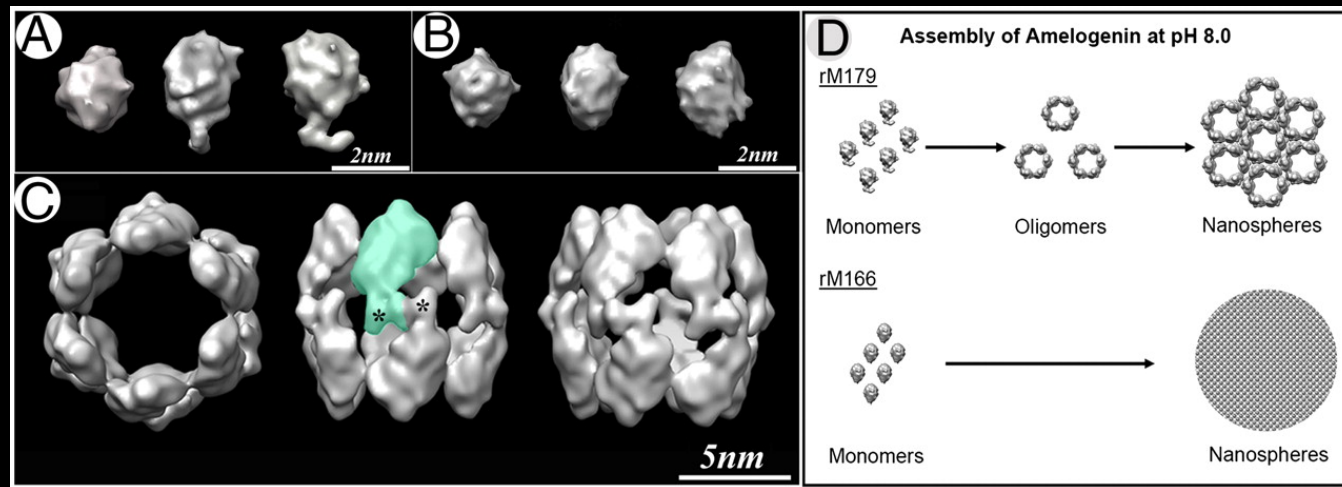 A
2nm
B
2nm
C
*
*
5nm
D
Assembly of Amelogenin at pH 8.0
rM179
Monomers
Oligomers
Nanospheres
rM166
Monomers
Nanospheres